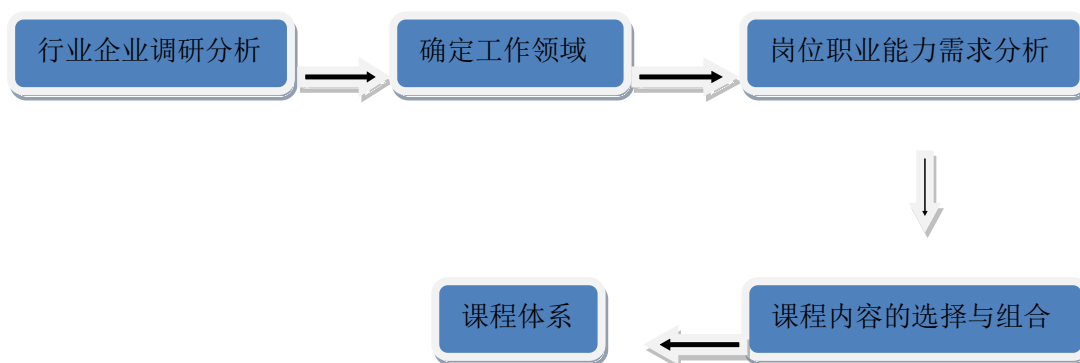 行业企业调研分析
确定工作领域
岗位职业能力需求分析
课程内容的选择与组合
课程体系